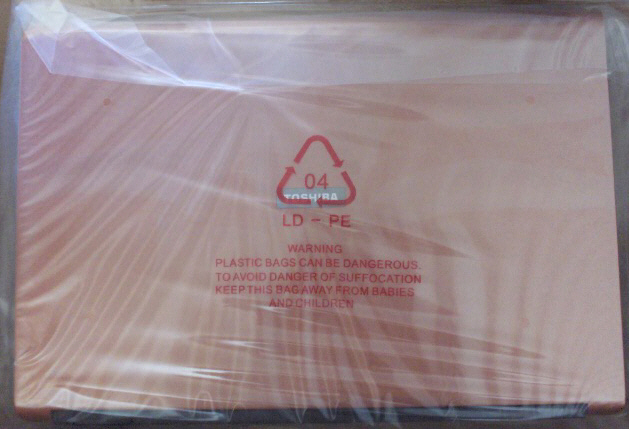 04
TOSHIBA
LD - PE
WARNING
PLASTIC BAGS CAN BE DANGEROUS.
TO AVOID DANGER OF SUFFOCATION
KEEP THIS BAG AWAY FROM BABIES
AND CHILDREN